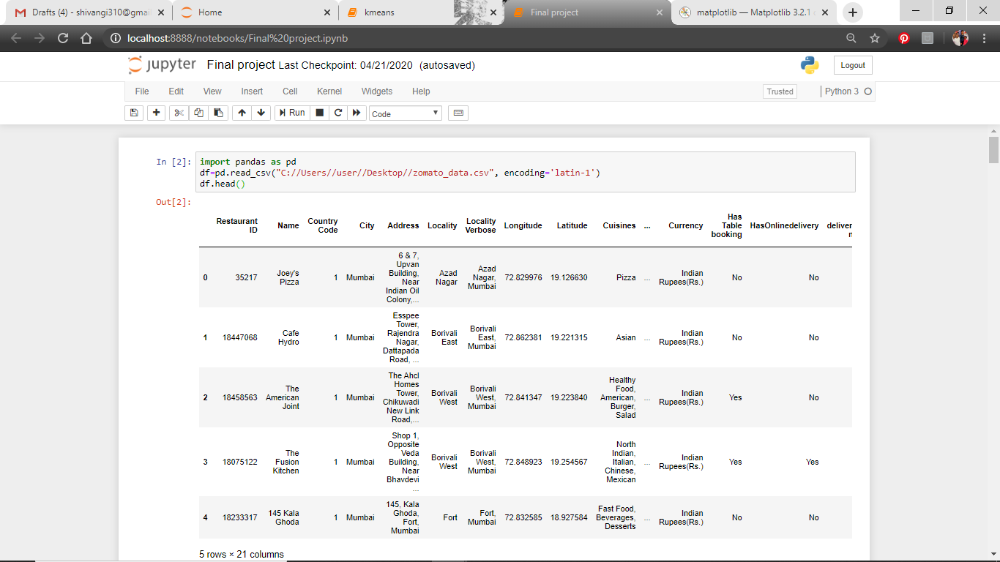 Drafts (4) - shivangi310@gmai
Home
kmeans
Final project
matplotlib — Matplotlib 3.2.1 c
localhost:8888/notebooks/Final%20project.ipynb
jupyter Final project Last Checkpoint: 04/21/2020 (autosaved)
Logout
File Edit View Insert Cell Kernel Widgets Help
Trusted
Python 3
Run
Code
In [2]:
import pandas as pd
df=pd.read_csv("C://Users//user//Desktop//zomato_data.csv", encoding='latin-1')
df.head()
Out[2]:
Restaurant ID Name Country Code City Address Locality Locality Verbose Longitude Latitude Cuisines ... Currency Has Table booking HasOnlinedelivery deliver n
0 35217 Joey's Pizza 1 Mumbai 6 & 7, Upvan Building, Near Indian Oil Colony,... Azad Nagar Azad Nagar, Mumbai 72.829976 19.126630 Pizza ... Indian Rupees(Rs.) No No
1 18447068 Cafe Hydro 1 Mumbai Esspee Tower, Rajendra Nagar, Dattapada Road, ... Borivali East Borivali East, Mumbai 72.862381 19.221315 Asian ... Indian Rupees(Rs.) No No
2 18458563 The American Joint 1 Mumbai The Ahcl Homes Tower, Chikuwadi New Link Road,... Borivali West Borivali West, Mumbai 72.841347 19.223840 Healthy Food, American, Burger, Salad ... Indian Rupees(Rs.) Yes No
3 18075122 The Fusion Kitchen 1 Mumbai Shop 1, Opposite Veda Building, Near Bhavdevi ... Borivali West Borivali West, Mumbai 72.848923 19.254567 North Indian, Italian, Chinese, Mexican ... Indian Rupees(Rs.) Yes Yes
4 18233317 145 Kala Ghoda 1 Mumbai 145, Kala Ghoda, Fort, Mumbai Fort Fort, Mumbai 72.832585 18.927584 Fast Food, Beverages, Desserts ... Indian Rupees(Rs.) No No
5 rows × 21 columns